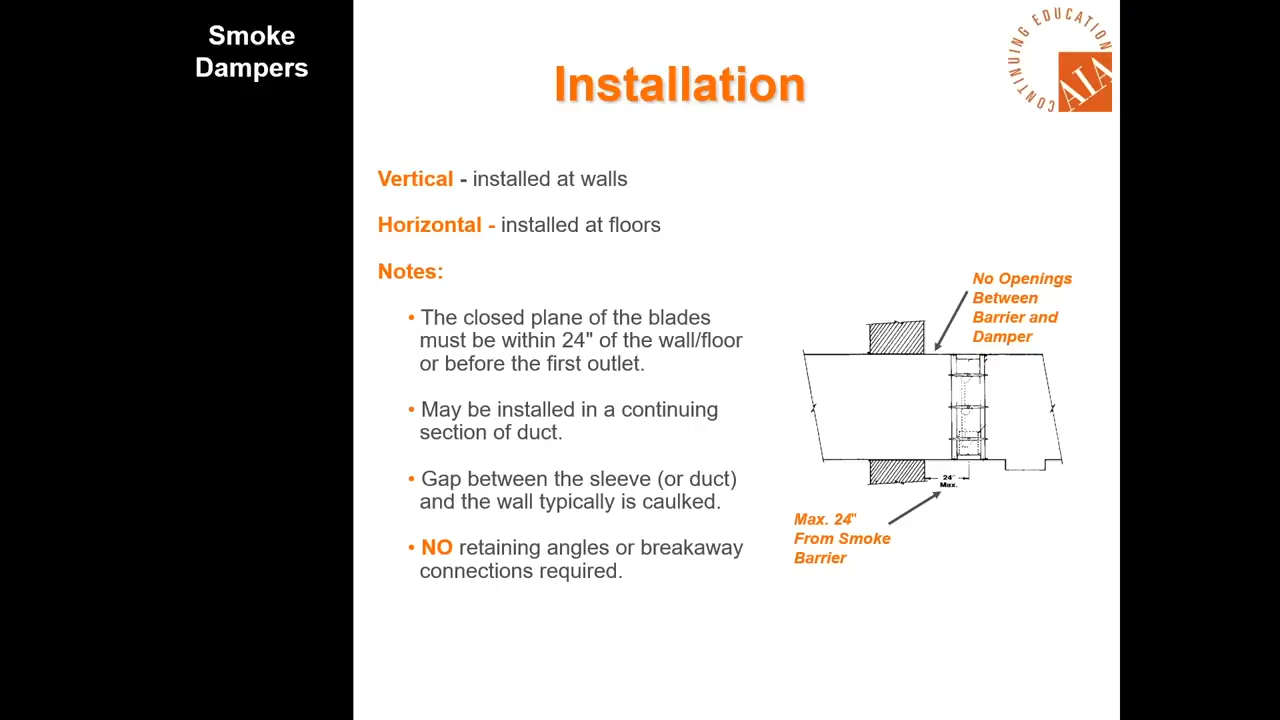 Smoke
Dampers
Installation
CONTINUING EDUCATION
AIA
Vertical - installed at walls
Horizontal - installed at floors
Notes:
• The closed plane of the blades
must be within 24" of the wall/floor
or before the first outlet.
• May be installed in a continuing
section of duct.
• Gap between the sleeve (or duct)
and the wall typically is caulked.
• NO retaining angles or breakaway
connections required.
No Openings
Between
Barrier and
Damper
24"
Max.
Max. 24"
From Smoke
Barrier